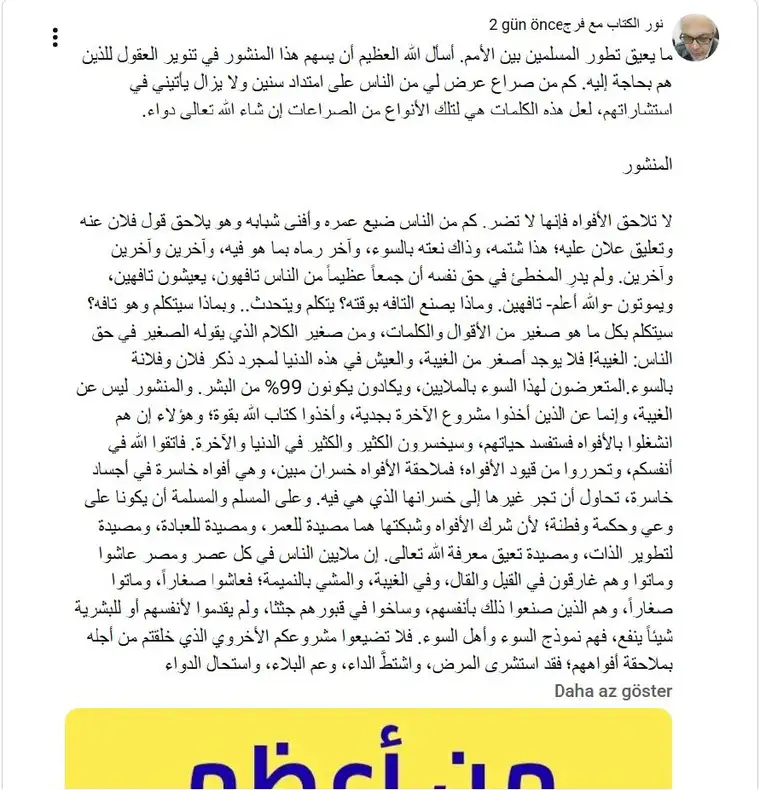 نور الكتاب مع فرج 2 gün önce
ما يعيق تطور المسلمين بين الأمم. أسأل الله العظيم أن يسهم هذا المنشور في تنوير العقول للذين
هم بحاجة إليه. كم من صراع عرض لي من الناس على امتداد سنين ولا يزال يأتيني في
استشاراتهم، لعل هذه الكلمات هي لتلك الأنواع من الصراعات إن شاء الله تعالى دواء.
المنشور
لا تلاحق الأفواه فإنها لا تضر. كم من الناس ضيع عمره وأفنى شبابه وهو يلاحق قول فلان عنه
وتعليق علان عليه؛ هذا شتمه، وذاك نعته بالسوء، وآخر رماه بما هو فيه، وآخرين وآخرين
وآخرين. ولم يدرِ المخطئ في حق نفسه أن جمعاً عظيماً من الناس تافهون، يعيشون تافهين،
ويموتون -والله أعلم- تافهين. وماذا يصنع التافه بوقته؟ يتكلم ويتحدث.. وبماذا سيتكلم وهو تافه؟
سيتكلم بكل ما هو صغير من الأقوال والكلمات، ومن صغير الكلام الذي يقوله الصغير في حق
الناس: الغيبة! فلا يوجد أصغر من الغيبة، والعيش في هذه الدنيا لمجرد ذكر فلان وفلانة
بالسوء.المتعرضون لهذا السوء بالملايين، ويكادون يكونون 99% من البشر. والمنشور ليس عن
الغيبة، وإنما عن الذين أخذوا مشروع الآخرة بجدية، وأخذوا كتاب الله بقوة؛ وهؤلاء إن هم
انشغلوا بالأفواه فستفسد حياتهم، وسيخسرون الكثير والكثير في الدنيا والآخرة. فاتقوا الله في
أنفسكم، وتحرروا من قيود الأفواه؛ فملاحقة الأفواه خسران مبين، وهي أفواه خاسرة في أجساد
خاسرة، تحاول أن تجر غيرها إلى خسرانها الذي هي فيه. وعلى المسلم والمسلمة أن يكونا على
وعي وحكمة وفطنة؛ لأن شرك الأفواه وشبكتها هما مصيدة للعمر، ومصيدة للعبادة، ومصيدة
لتطوير الذات، ومصيدة تعيق معرفة الله تعالى. إن ملايين الناس في كل عصر ومصر عاشوا
وماتوا وهم غارقون في القيل والقال، وفي الغيبة، والمشي بالنميمة؛ فعاشوا صغاراً، وماتوا
صغاراً، وهم الذين صنعوا ذلك بأنفسهم، وساخوا في قبورهم جثثا، ولم يقدموا لأنفسهم أو للبشرية
شيئاً ينفع، فهم نموذج السوء وأهل السوء. فلا تضيعوا مشروعكم الأخروي الذي خلقتم من أجله
بملاحقة أفواههم؛ فقد استشرى المرض، واشتطَّ الداء، وعم البلاء، واستحال الدواء
Daha az göster
من أعظم